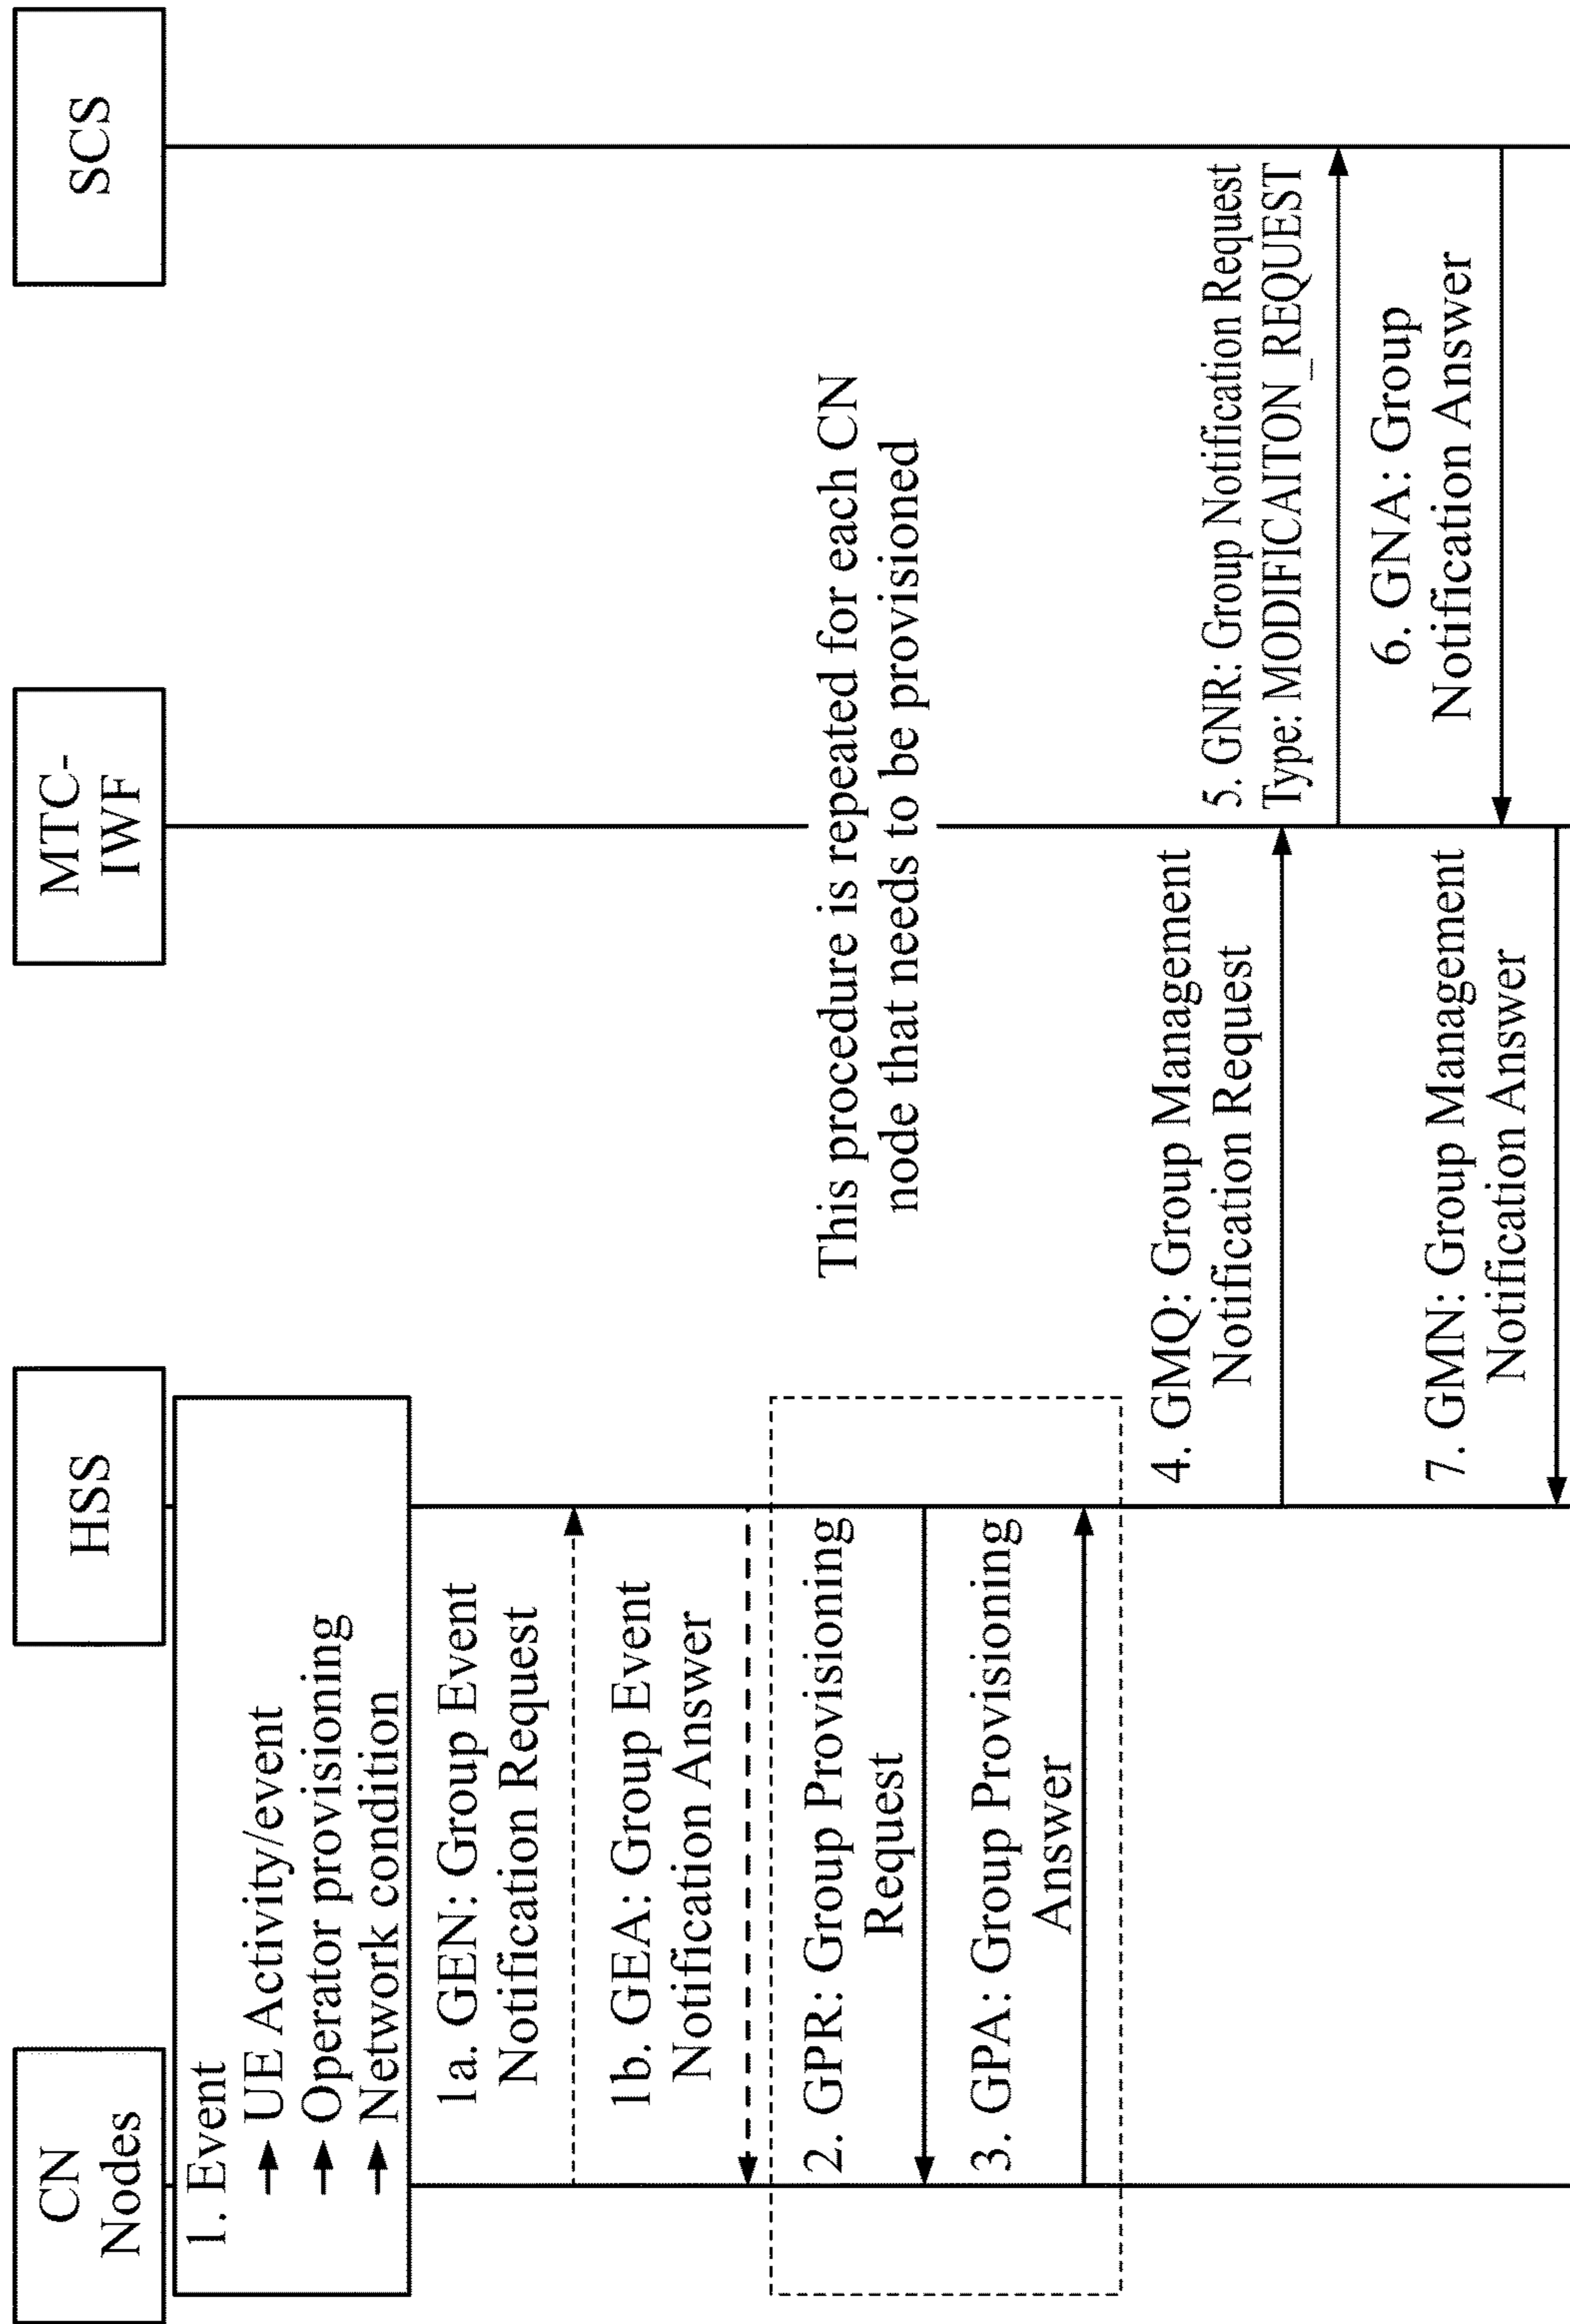 CN
Nodes
HSS
MTC-
IWF
SCS
1. Event
UE Activity/event
Operator provisioning
Network condition
1a. GEN: Group Event
Notification Request
1b. GEA: Group Event
Notification Answer
2. GPR: Group Provisioning
Request
This procedure is repeated for each CN
node that needs to be provisioned
3. GPA: Group Provisioning
Answer
4. GMQ: Group Management
Notification Request
5. GNR: Group Notification Request
Type: MODIFICAITON_REQUEST
6. GNA: Group
Notification Answer
7. GMN: Group Management
Notification Answer